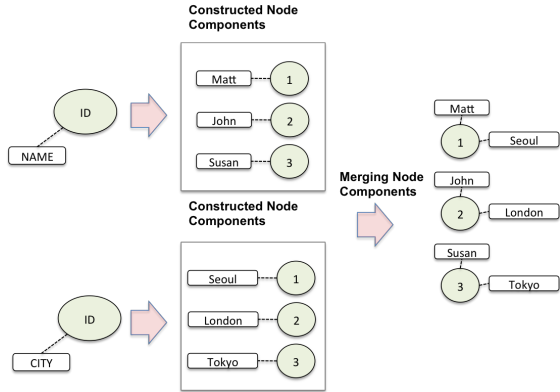 Constructed Node
Components
ID
NAME
Matt
1
John
2
Susan
3
Constructed Node
Components
ID
CITY
Seoul
1
London
2
Tokyo
3
Merging Node
Components
Matt
1
Seoul
John
2
London
Susan
3
Tokyo